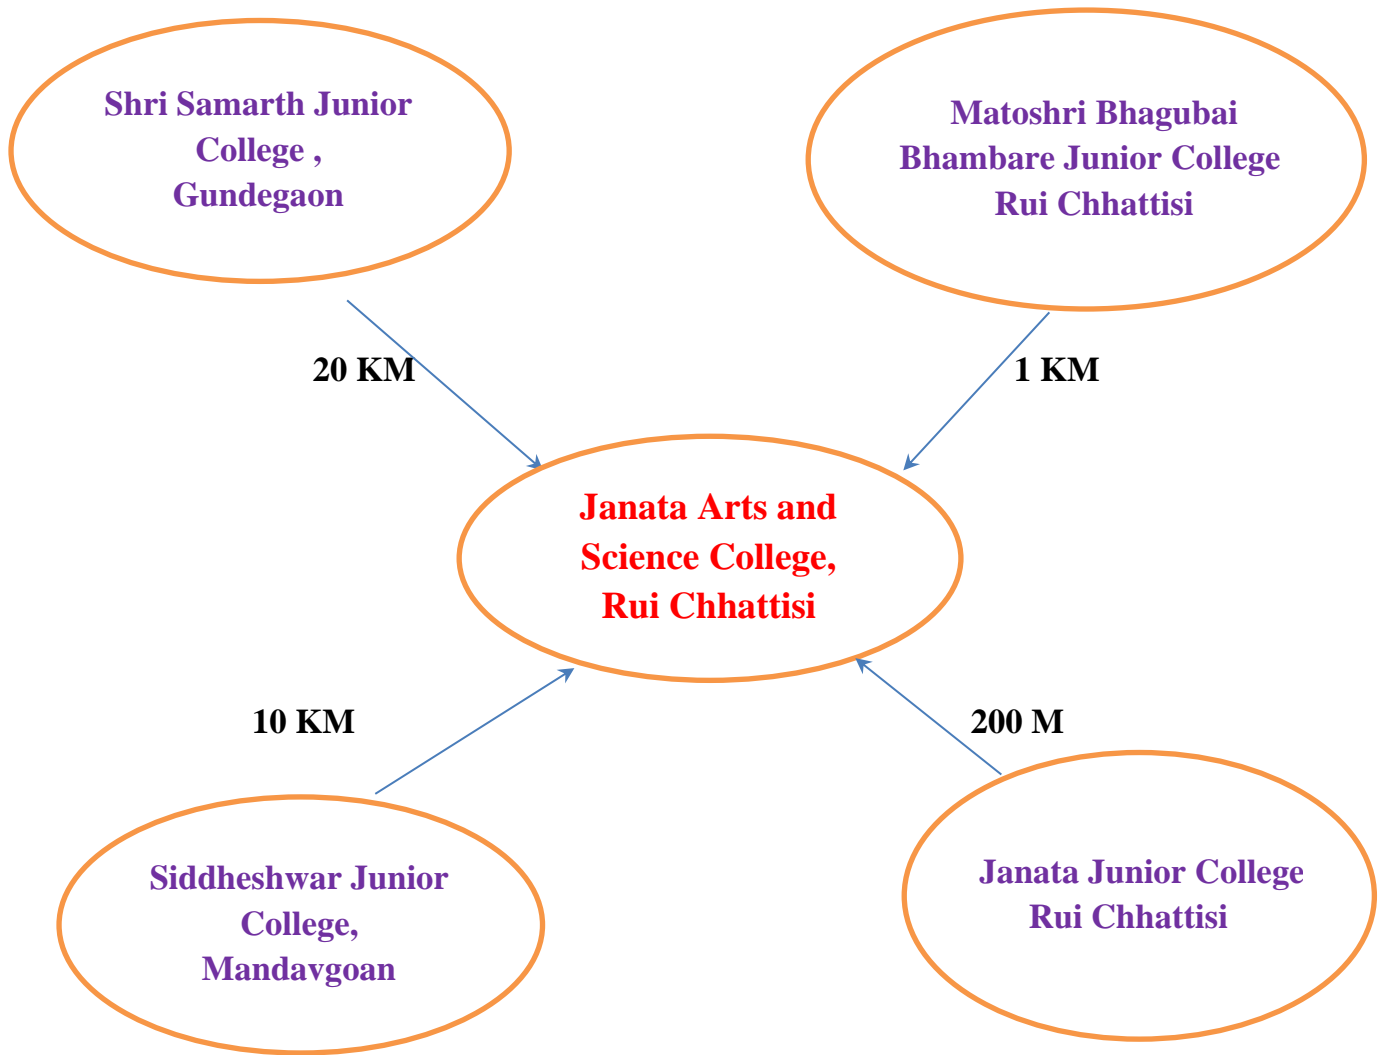 Shri Samarth Junior
College ,
Gundegaon
Matoshri Bhagubai
Bhambare Junior College
Rui Chhattisi
20 KM
1 KM
Janata Arts and
Science College,
Rui Chhattisi
10 KM
200 M
Siddheshwar Junior
College,
Mandavgoan
Janata Junior College
Rui Chhattisi